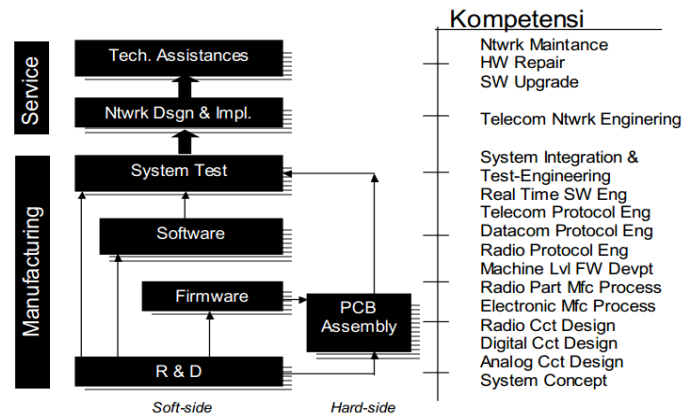 Kompetensi
Service
Tech. Assistances
Ntwrk Dsgn & Impl.
Manufacturing
System Test
Software
Firmware
PCB
Assembly
R & D
Soft-side
Hard-side
Ntwrk Maintance
HW Repair
SW Upgrade
Telecom Ntwrk Enginering
System Integration &
Test-Engineering
Real Time SW Eng
Telecom Protocol Eng
Datacom Protocol Eng
Radio Protocol Eng
Machine Lvl FW Devpt
Radio Part Mfc Process
Electronic Mfc Process
Radio Cct Design
Digital Cct Design
Analog Cct Design
System Concept